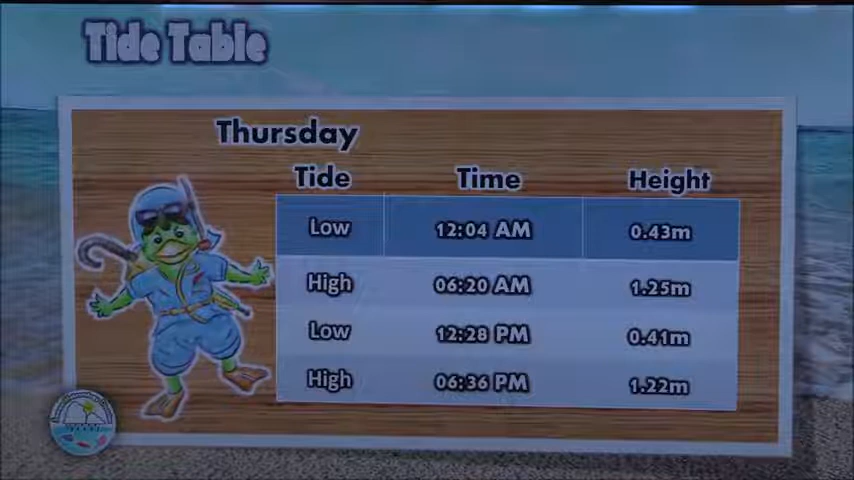 Tide Table
Thursday
Tide Time Height
Low 12:04 AM 0.43m
High 06:20 AM 1.25m
Low 12:28 PM 0.41m
High 06:36 PM 1.22m